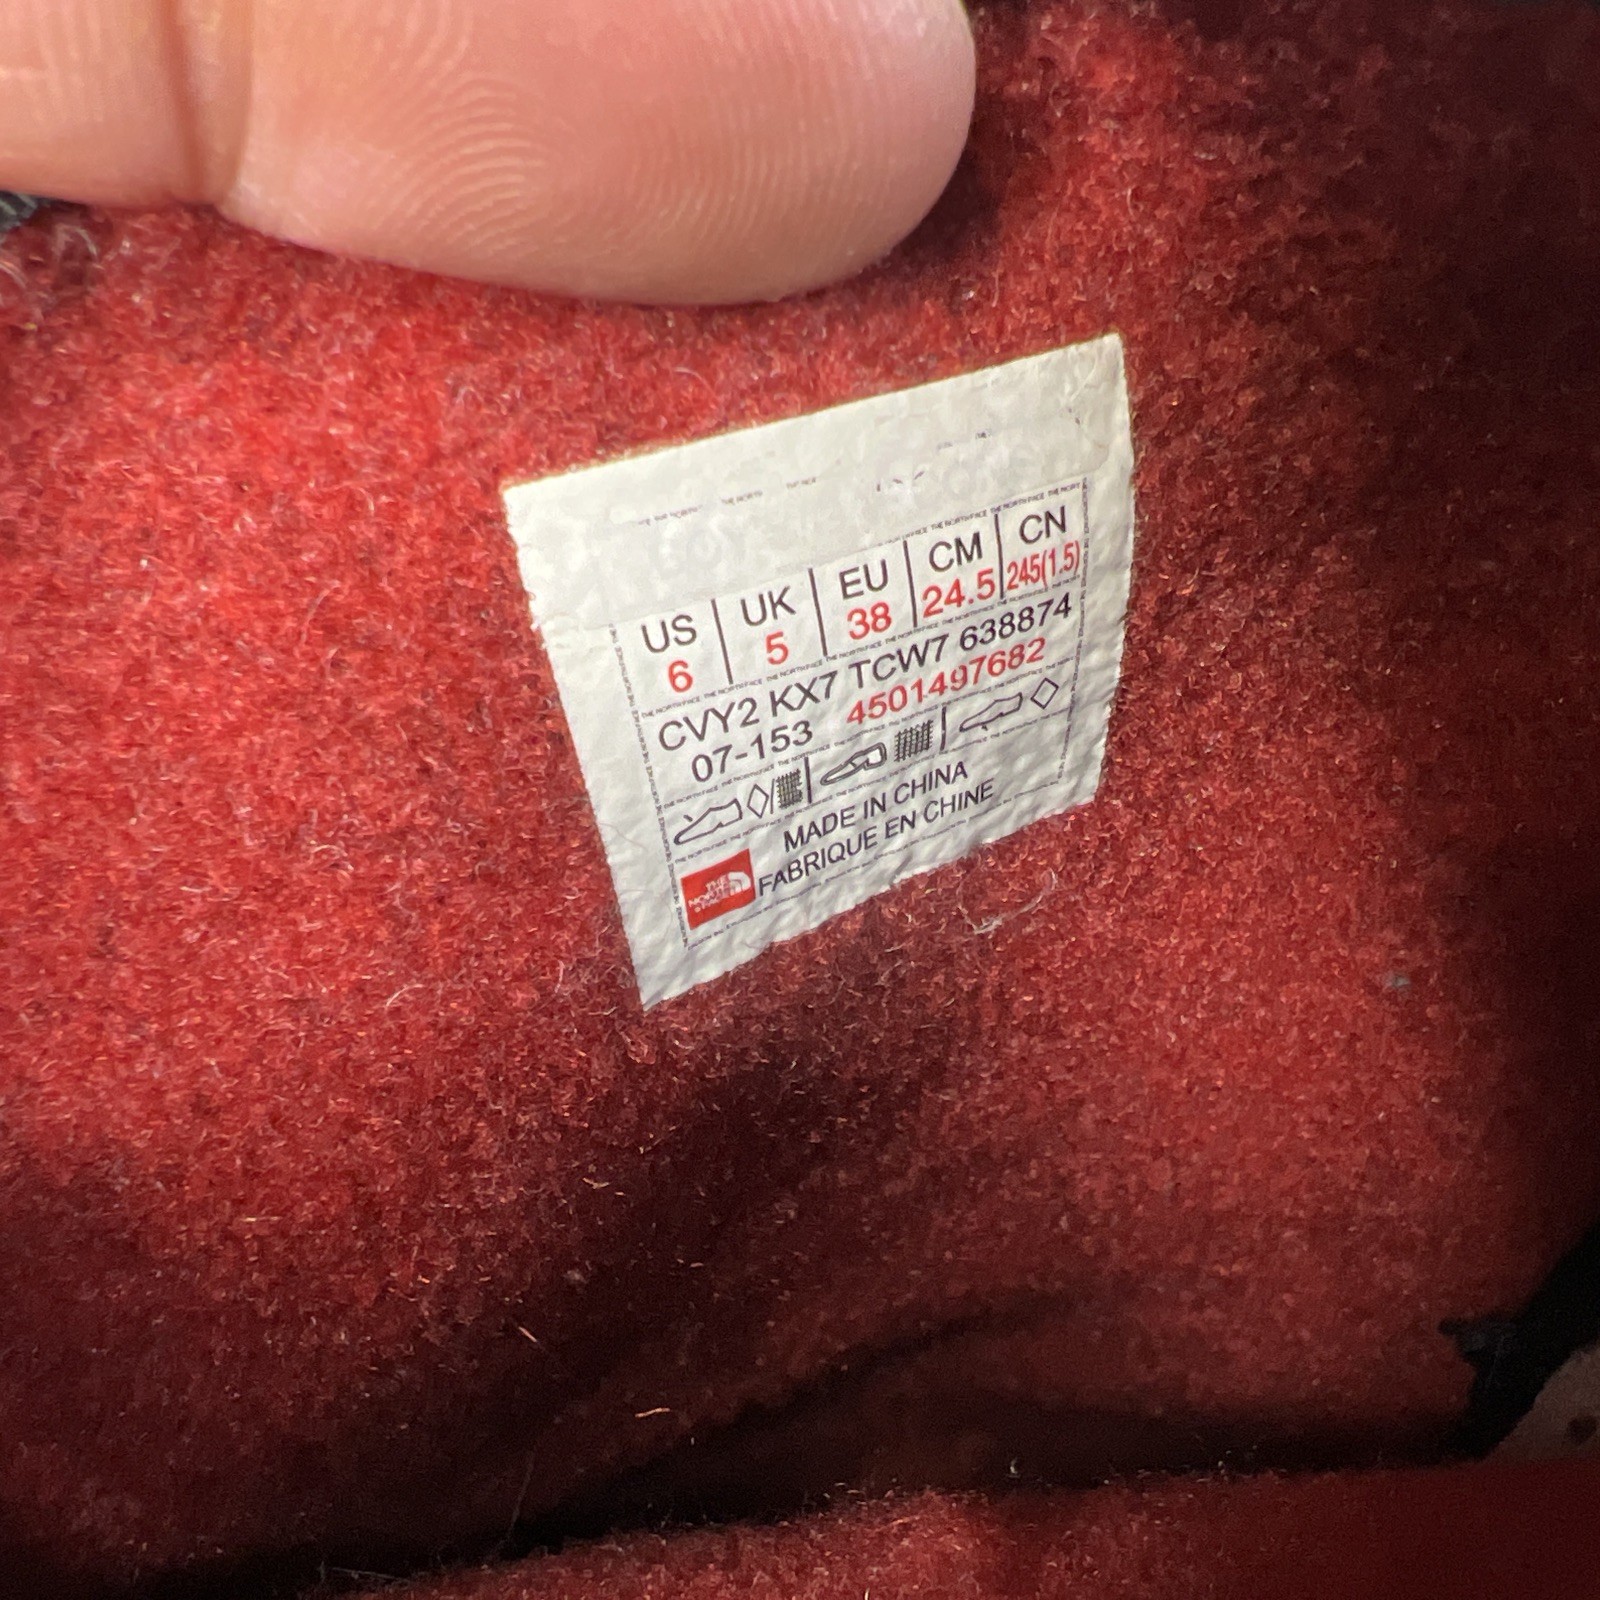 US UK EU CM CN
6 5 38 24.5 245(1.5)
CVY2 KX7 TCW7 638874
07-153 4501497682
MADE IN CHINA
FABRIQUE EN CHINE
THE NORTH FACE